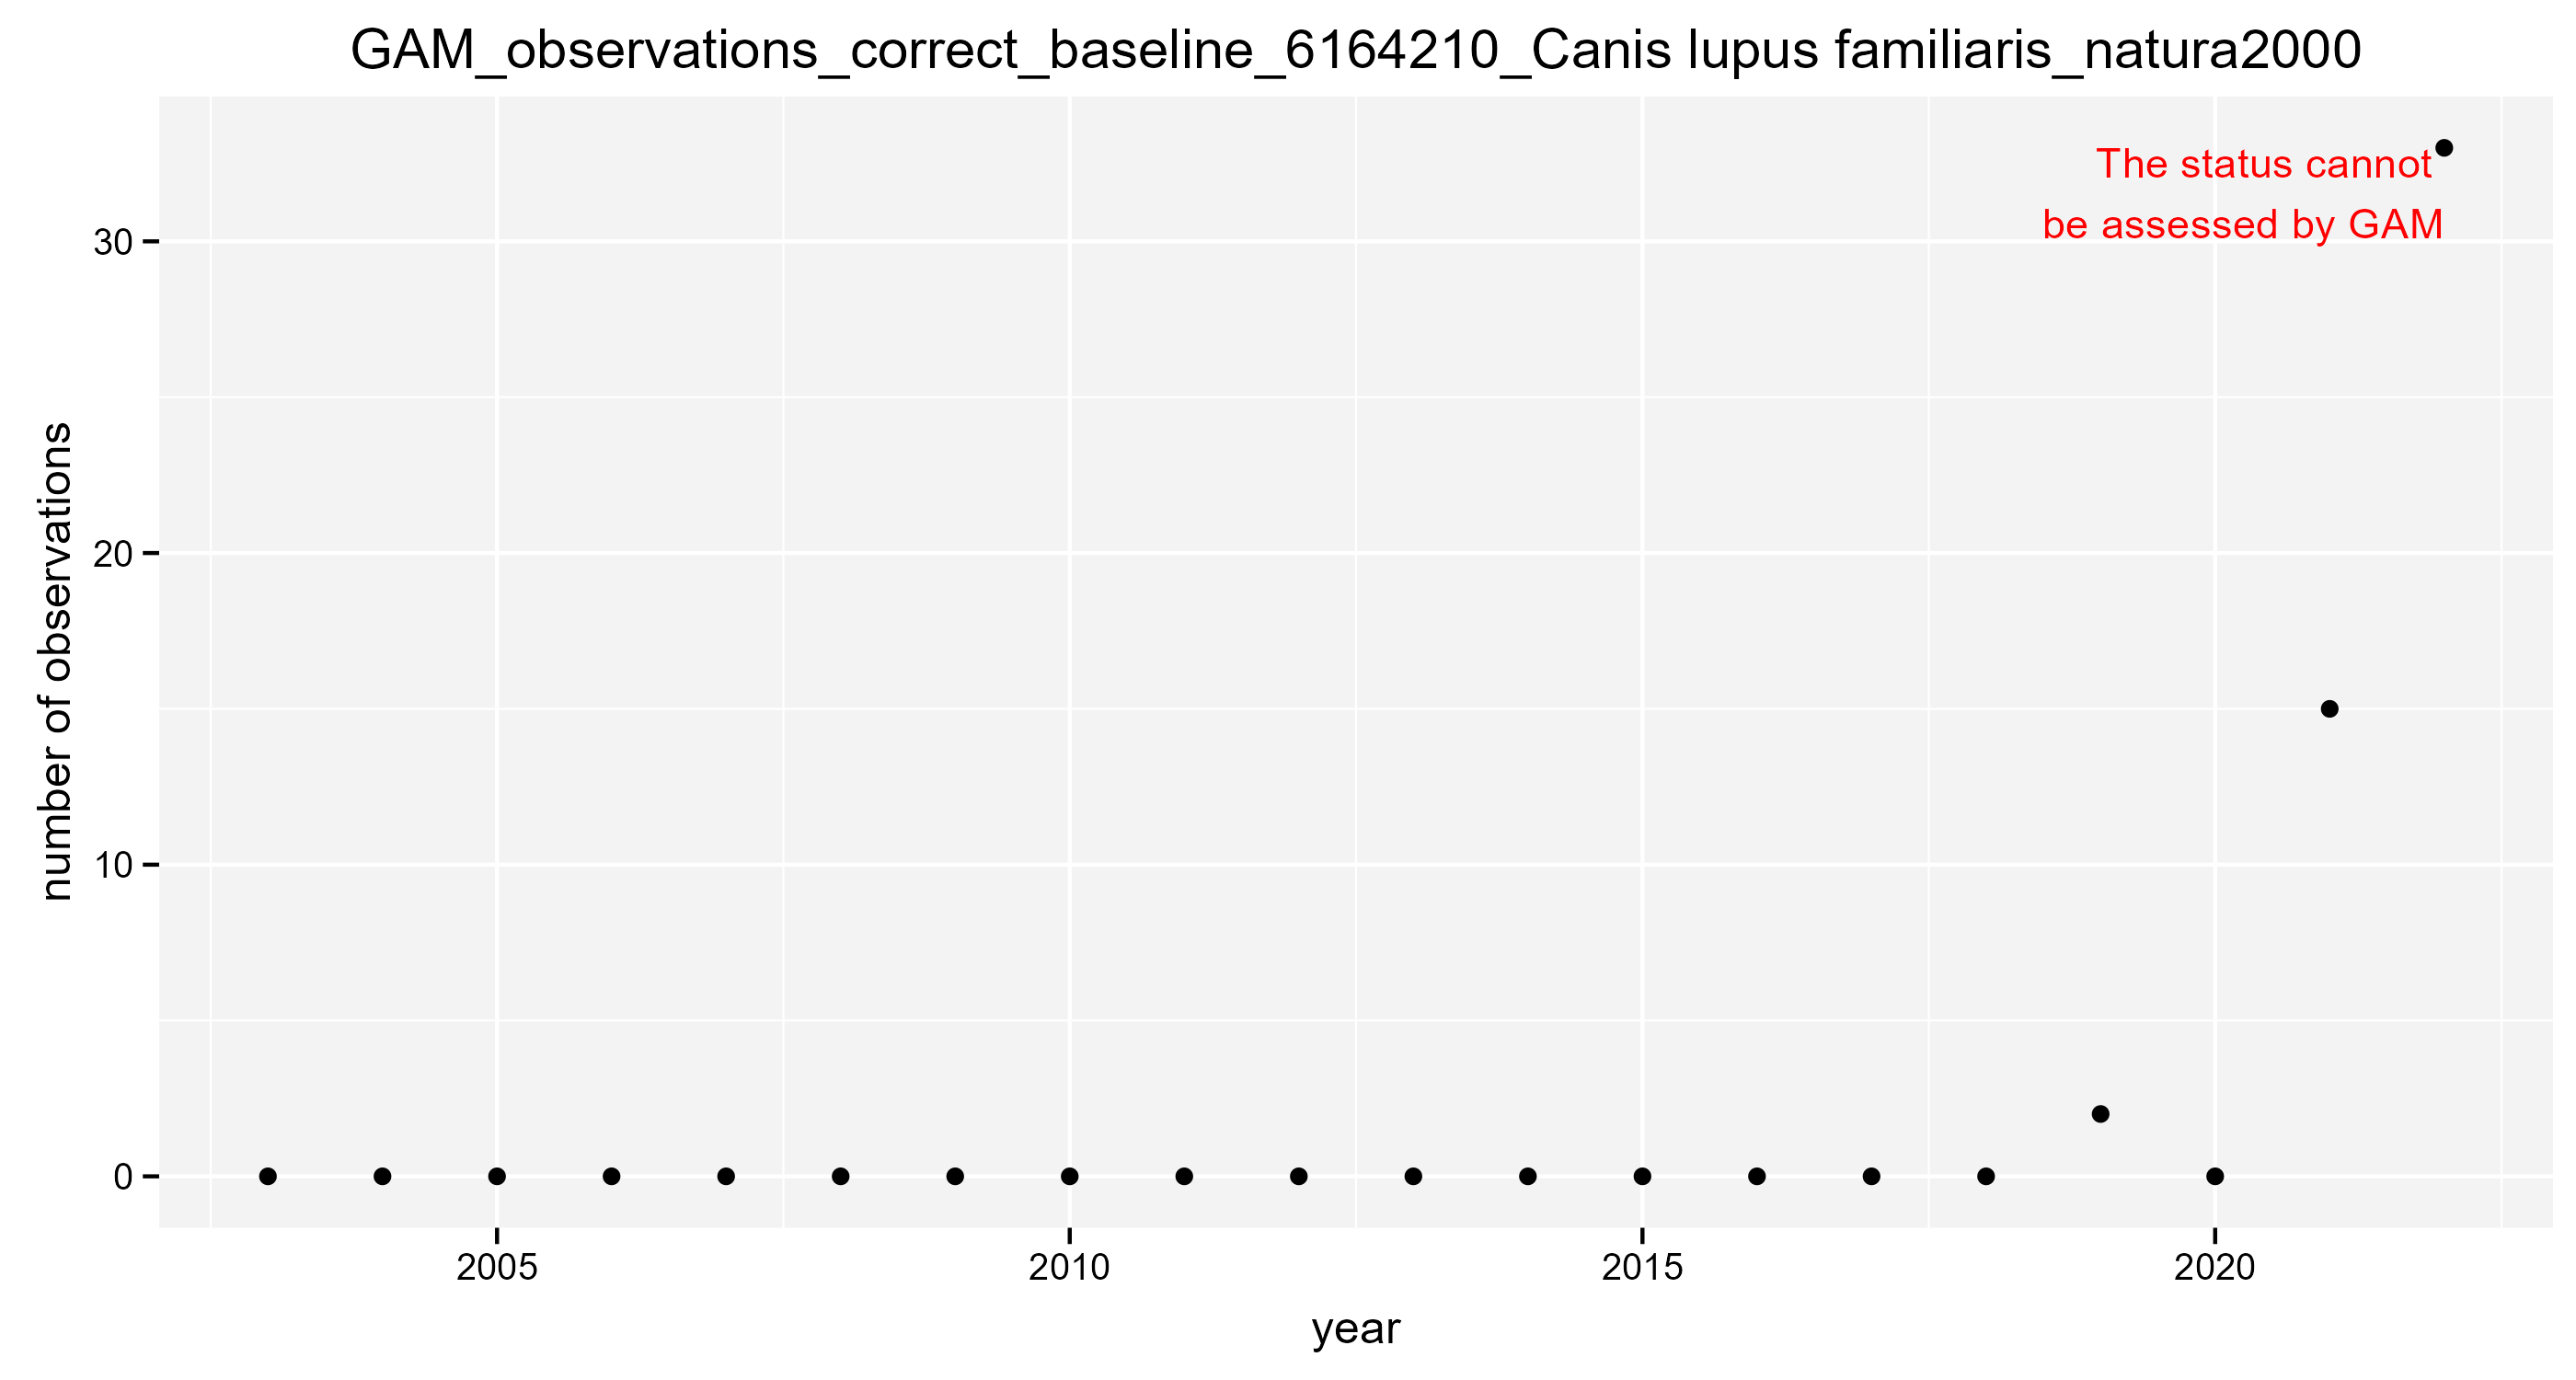 GAM_observations_correct_baseline_6164210_Canis lupus familiaris_natura2000
The status cannot
be assessed by GAM
30
20
10
0
number of observations
2005
2010
2015
2020
year